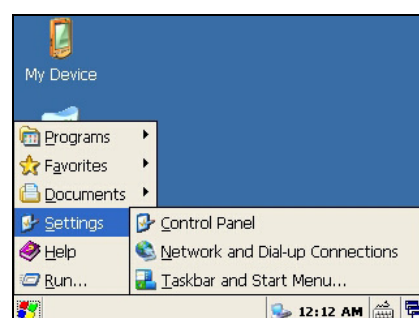 My Device
Programs
Favorites
Documents
Settings
Help
Run...
Control Panel
Network and Dial-up Connections
Taskbar and Start Menu...
12:12 AM